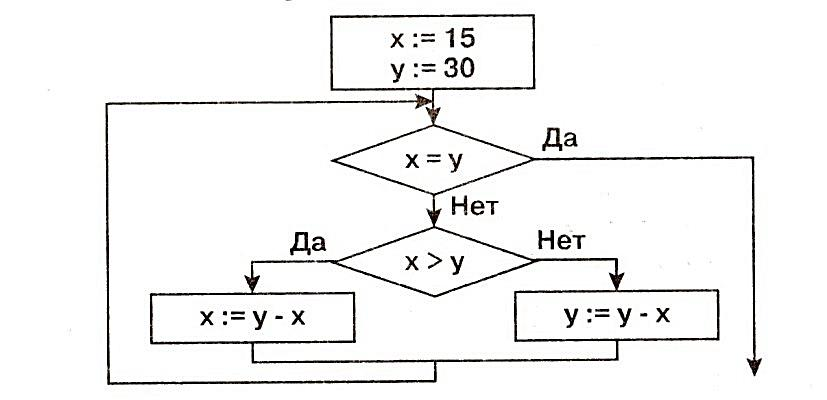 x := 15
y := 30
x = y
Да
Нет
x > y
Да
Нет
x := y - x
y := y - x